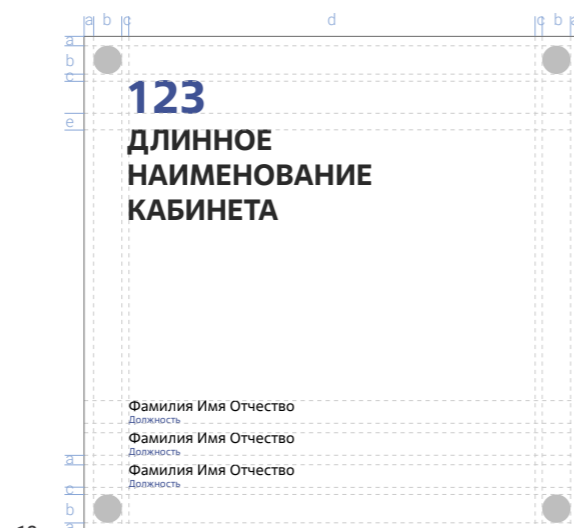 a b c d c b a
a
b
c
123
e
ДЛИННОЕ
НАИМЕНОВАНИЕ
КАБИНЕТА
Фамилия Имя Отчество
Должность
Фамилия Имя Отчество
Должность
a
Фамилия Имя Отчество
Должность
c
b
a